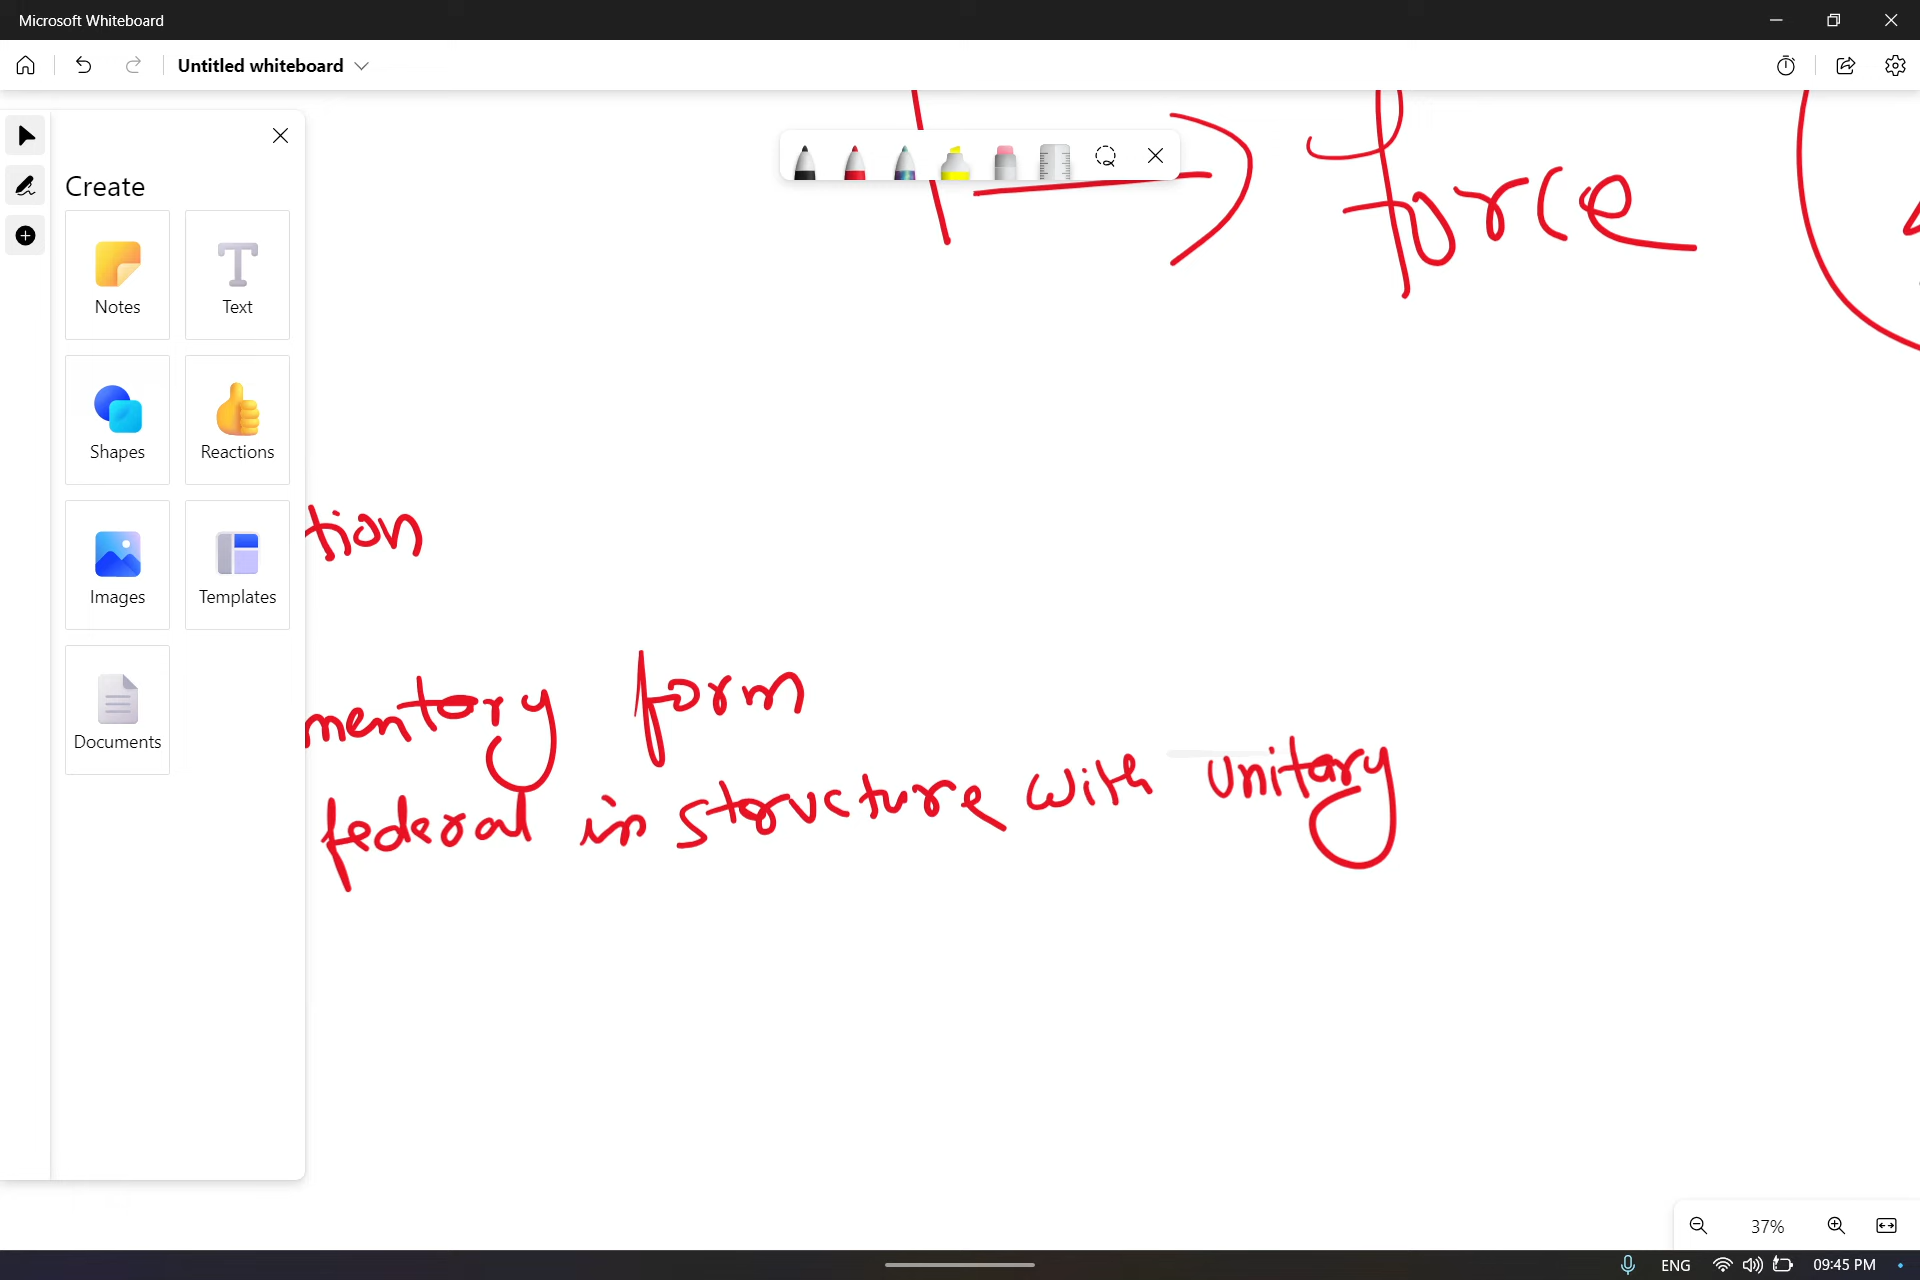 Microsoft Whiteboard
Untitled whiteboard
Create
Notes
Text
Shapes
Reactions
Images
Templates
Documents
force
tion
mentary form
federal in structure with unitary
37%
ENG
09:45 PM